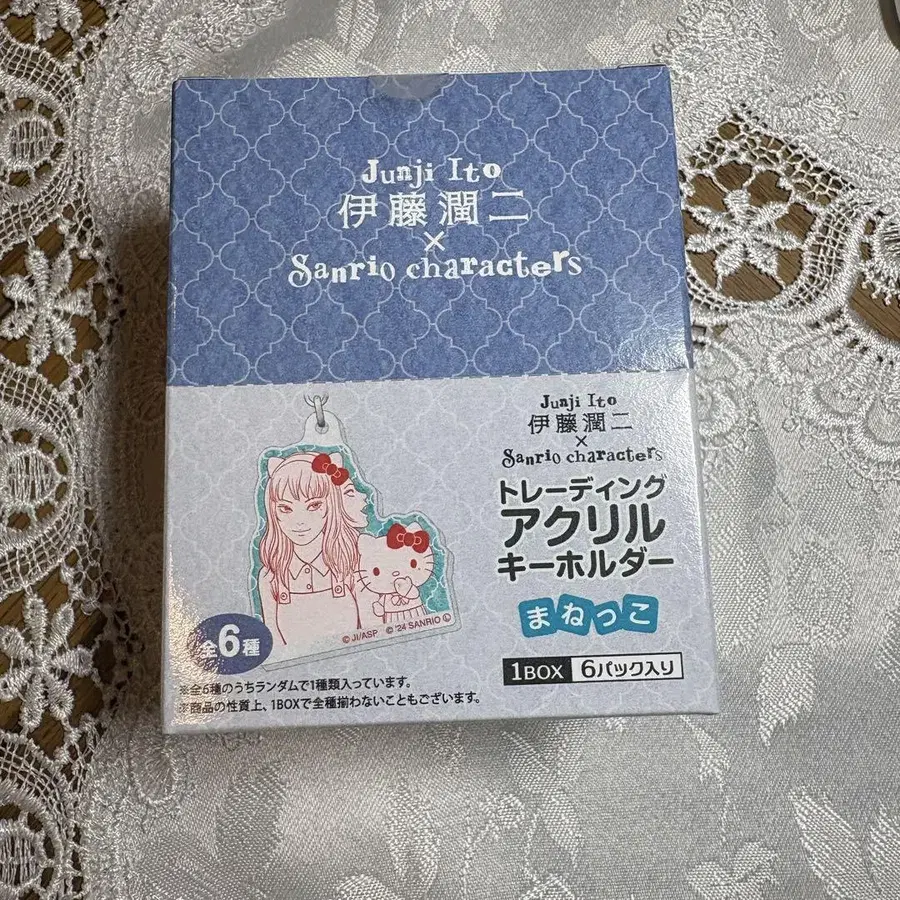 Junji Ito
伊藤潤二
×
Sanrio characters
Junji Ito
伊藤潤二
×
Sanrio characters
トレーディング
アクリル
キーホルダー
まねっこ
1BOX 6パック入り
© JI/ASP © '24 SANRIO Ⓛ
全6種
※全6種のうちランダムで1種類入っています。
※商品の性質上、1BOXで全種揃わないこともございます。